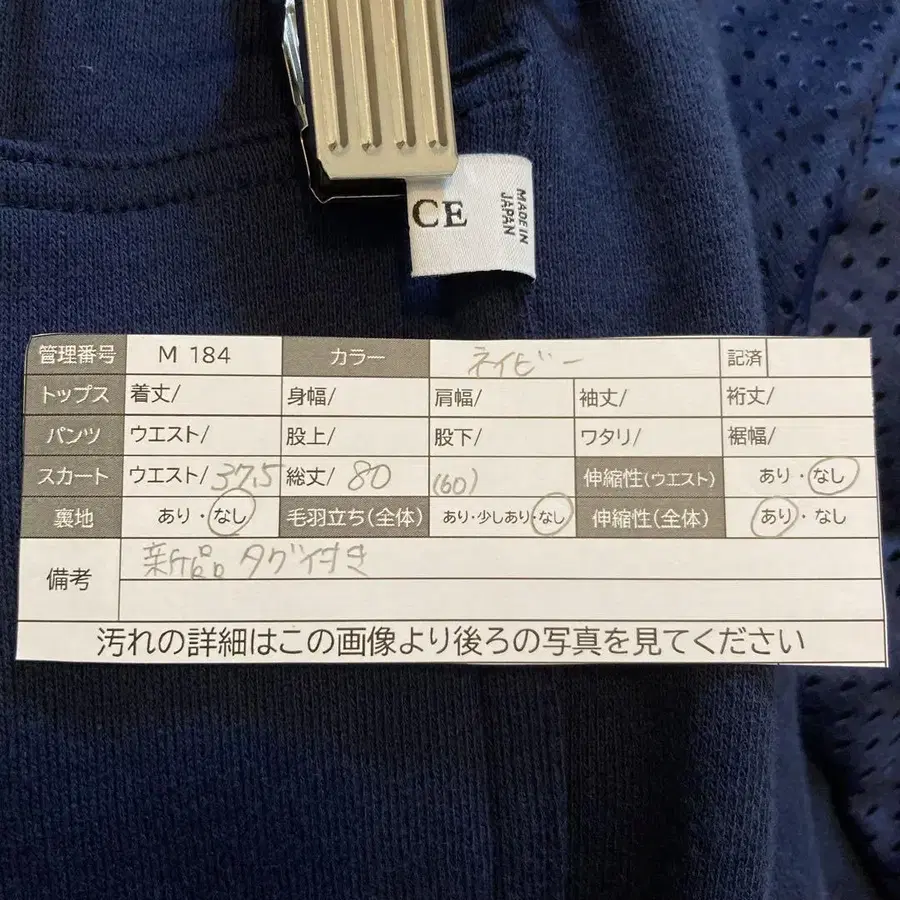 CE
MADE IN
JAPAN
管理番号 M 184 カラー ネイビー 記済
トップス 着丈/ 身幅/ 肩幅/ 袖丈/ 裄丈/
パンツ ウエスト/ 股上/ 股下/ ワタリ/ 裾幅/
スカート ウエスト/ 37.5 総丈/ 80 (60) 伸縮性(ウエスト) あり・なし
裏地 あり・なし 毛羽立ち(全体) あり・少しあり・なし 伸縮性(全体) あり・なし
備考 新品タグ付き
汚れの詳細はこの画像より後ろの写真を見てください